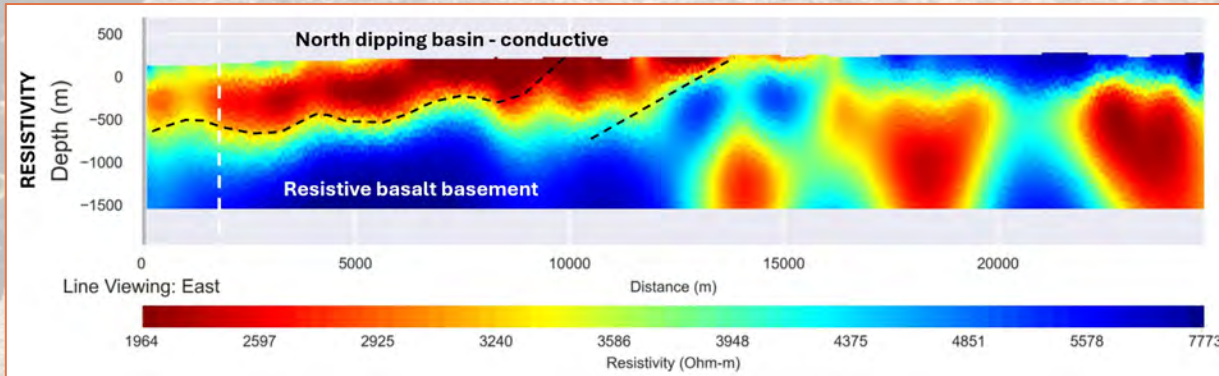 North dipping basin - conductive
RESISTIVITY
Depth (m)
500
0
−500
−1000
−1500
Resistive basalt basement
0 5000 10000 15000 20000
Line Viewing: East
Distance (m)
1964 2597 2925 3240 3586 3948 4375 4851 5578 7773
Resistivity (Ohm-m)